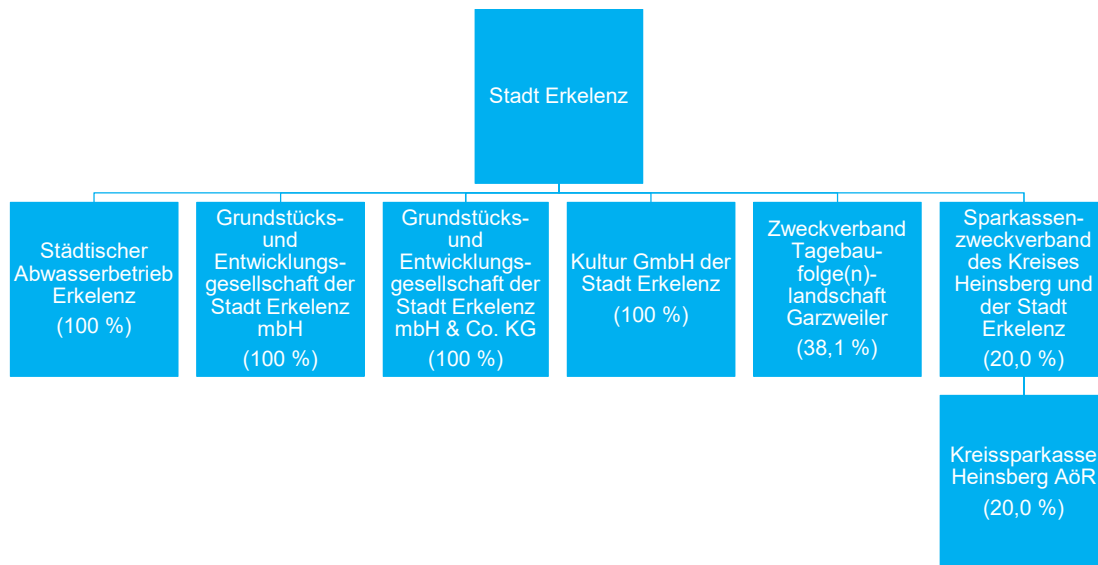 Stadt Erkelenz
Städtischer
Abwasserbetrieb
Erkelenz
(100 %)
Grundstücks-
und
Entwicklungs-
gesellschaft der
Stadt Erkelenz
mbH
(100 %)
Grundstücks-
und
Entwicklungs-
gesellschaft der
Stadt Erkelenz
mbH & Co. KG
(100 %)
Kultur GmbH der
Stadt Erkelenz
(100 %)
Zweckverband
Tagebau-
folge(n)-
landschaft
Garzweiler
(38,1 %)
Sparkassen-
zweckverband
des Kreises
Heinsberg und
der Stadt
Erkelenz
(20,0 %)
Kreissparkasse
Heinsberg AöR
(20,0 %)